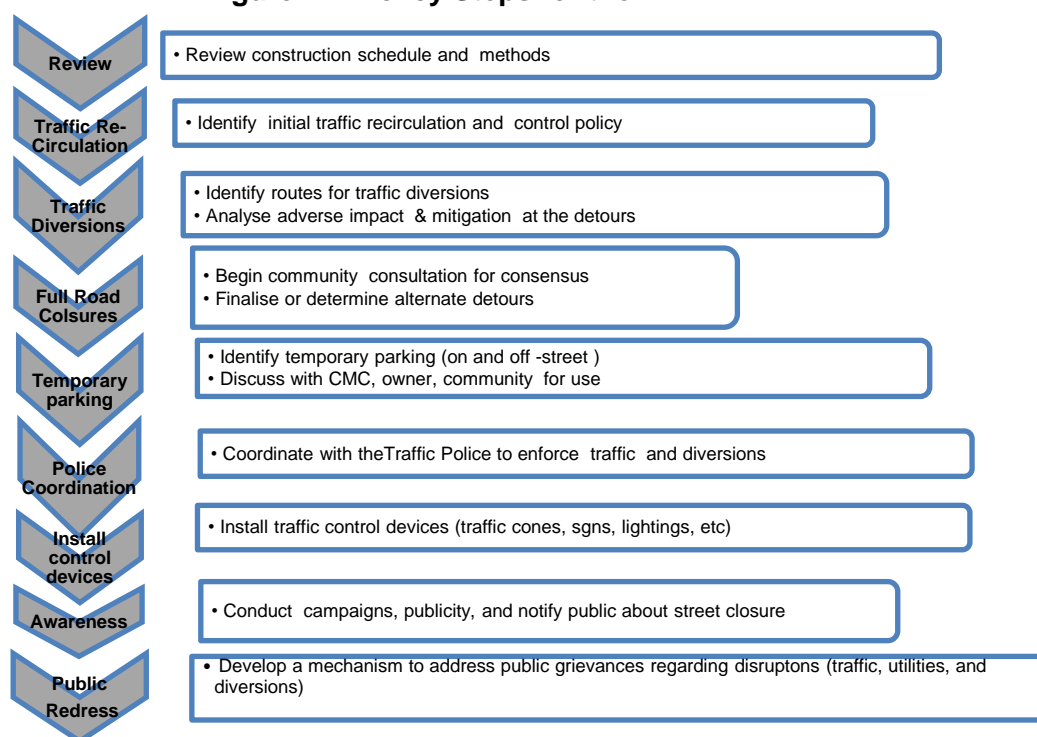 Review
• Review construction schedule and methods
Traffic Re-
Circulation
• Identify initial traffic recirculation and control policy
Traffic
Diversions
• Identify routes for traffic diversions
• Analyse adverse impact & mitigation at the detours
Full Road
Colsures
• Begin community consultation for consensus
• Finalise or determine alternate detours
Temporary
parking
• Identify temporary parking (on and off -street )
• Discuss with CMC, owner, community for use
Police
Coordination
• Coordinate with theTraffic Police to enforce traffic and diversions
Install
control
devices
• Install traffic control devices (traffic cones, sgns, lightings, etc)
Awareness
• Conduct campaigns, publicity, and notify public about street closure
Public
Redress
• Develop a mechanism to address public grievances regarding disruptons (traffic, utilities, and
diversions)